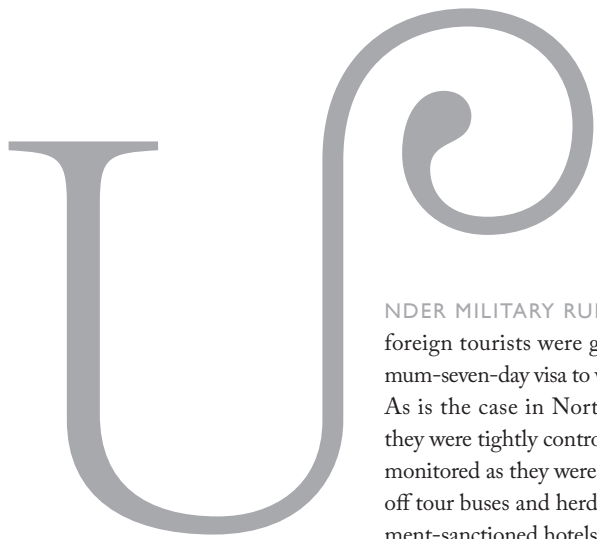 U
NDER MILITARY RU
foreign tourists were g
mum-seven-day visa to
As is the case in Nort
they were tightly contro
monitored as they were
off tour buses and herd
ment-sanctioned hotels